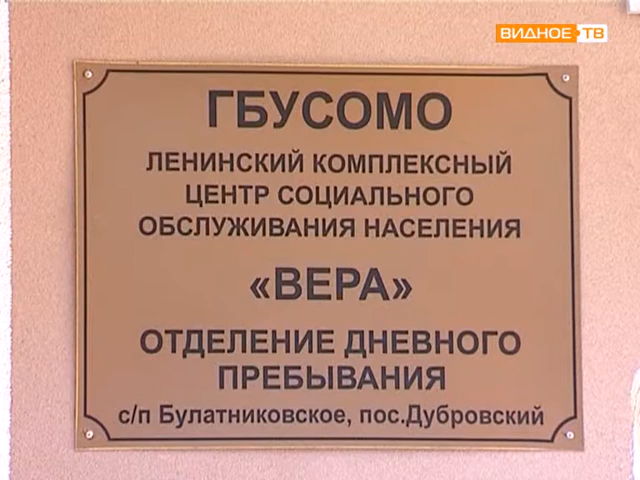 ВИДНОЕ ТВ
ГБУСОМО
ЛЕНИНСКИЙ КОМПЛЕКСНЫЙ
ЦЕНТР СОЦИАЛЬНОГО
ОБСЛУЖИВАНИЯ НАСЕЛЕНИЯ
«ВЕРА»
ОТДЕЛЕНИЕ ДНЕВНОГО
ПРЕБЫВАНИЯ
с/п Булатниковское, пос.Дубровский